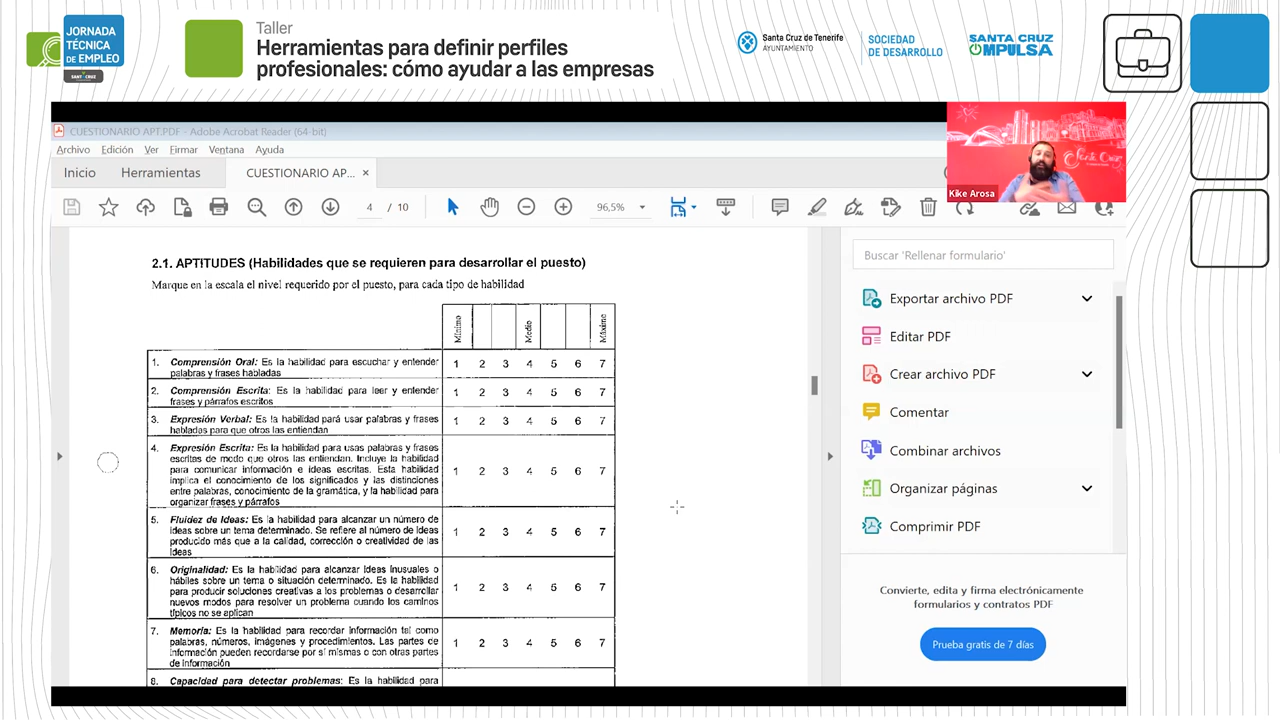 JORNADA
TÉCNICA
DE EMPLEO
Taller
Herramientas para definir perfiles
profesionales: cómo ayudar a las empresas
Santa Cruz de Tenerife
AYUNTAMIENTO
SOCIEDAD
DE DESARROLLO
SANTA CRUZ
MPULSA
CUESTIONARIO APT.PDF - Adobe Acrobat Reader (64-bit)
Archivo Edición Ver Firmar Ventana Ayuda
Inicio Herramientas CUESTIONARIO AP... ×
4 / 10 96,5%
Kike Arosa
2.1. APTITUDES (Habilidades que se requieren para desarrollar el puesto)
Marque en la escala el nivel requerido por el puesto, para cada tipo de habilidad
Mínimo Medio Máximo
1. Comprensión Oral: Es la habilidad para escuchar y entender
palabras y frases habladas
1 2 3 4 5 6 7
2. Comprensión Escrita: Es la habilidad para leer y entender
frases y párrafos escritos
1 2 3 4 5 6 7
3. Expresión Verbal: Es la habilidad para usar palabras y frases
habladas para que otros las entiendan
1 2 3 4 5 6 7
4. Expresión Escrita: Es la habilidad para usas palabras y frases
escritas de modo que otros las entiendan. Incluye la habilidad
para comunicar información e ideas escritas. Esta habilidad
implica el conocimiento de los significados y las distinciones
entre palabras, conocimiento de la gramática, y la habilidad para
organizar frases y párrafos
1 2 3 4 5 6 7
5. Fluidez de Ideas: Es la habilidad para alcanzar un número de
ideas sobre un tema determinado. Se refiere al número de ideas
producido más que a la calidad, corrección o creatividad de las
ideas
1 2 3 4 5 6 7
6. Originalidad: Es la habilidad para alcanzar ideas inusuales o
hábiles sobre un tema o situación determinado. Es la habilidad
para producir soluciones creativas a los problemas o desarrollar
nuevos modos para resolver un problema cuando los caminos
típicos no se aplican
1 2 3 4 5 6 7
7. Memoria: Es la habilidad para recordar información tal como
palabras, números, imágenes y procedimientos. Las partes de
información pueden recordarse por sí mismas o con otras partes
de información
1 2 3 4 5 6 7
8. Capacidad para detectar problemas: Es la habilidad para
Buscar 'Rellenar formulario'
Exportar archivo PDF
Editar PDF
Crear archivo PDF
Comentar
Combinar archivos
Organizar páginas
Comprimir PDF
Convierte, edita y firma electrónicamente
formularios y contratos PDF
Prueba gratis de 7 días